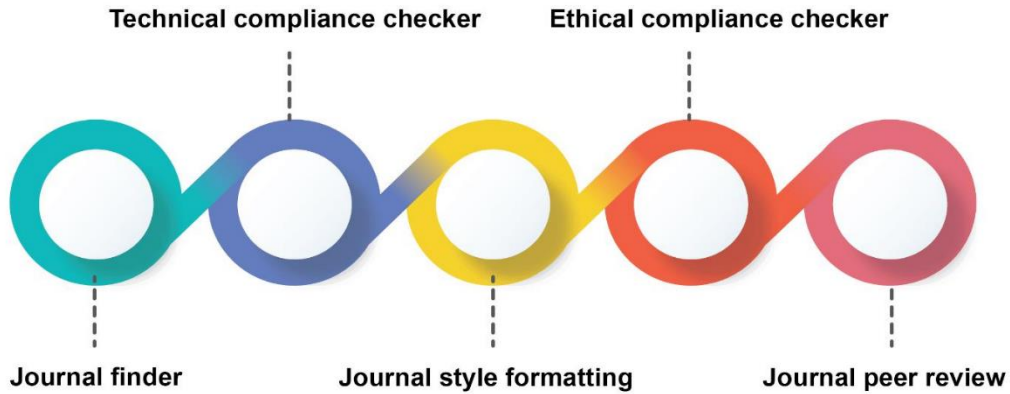 Technical compliance checker
Ethical compliance checker
Journal finder
Journal style formatting
Journal peer review